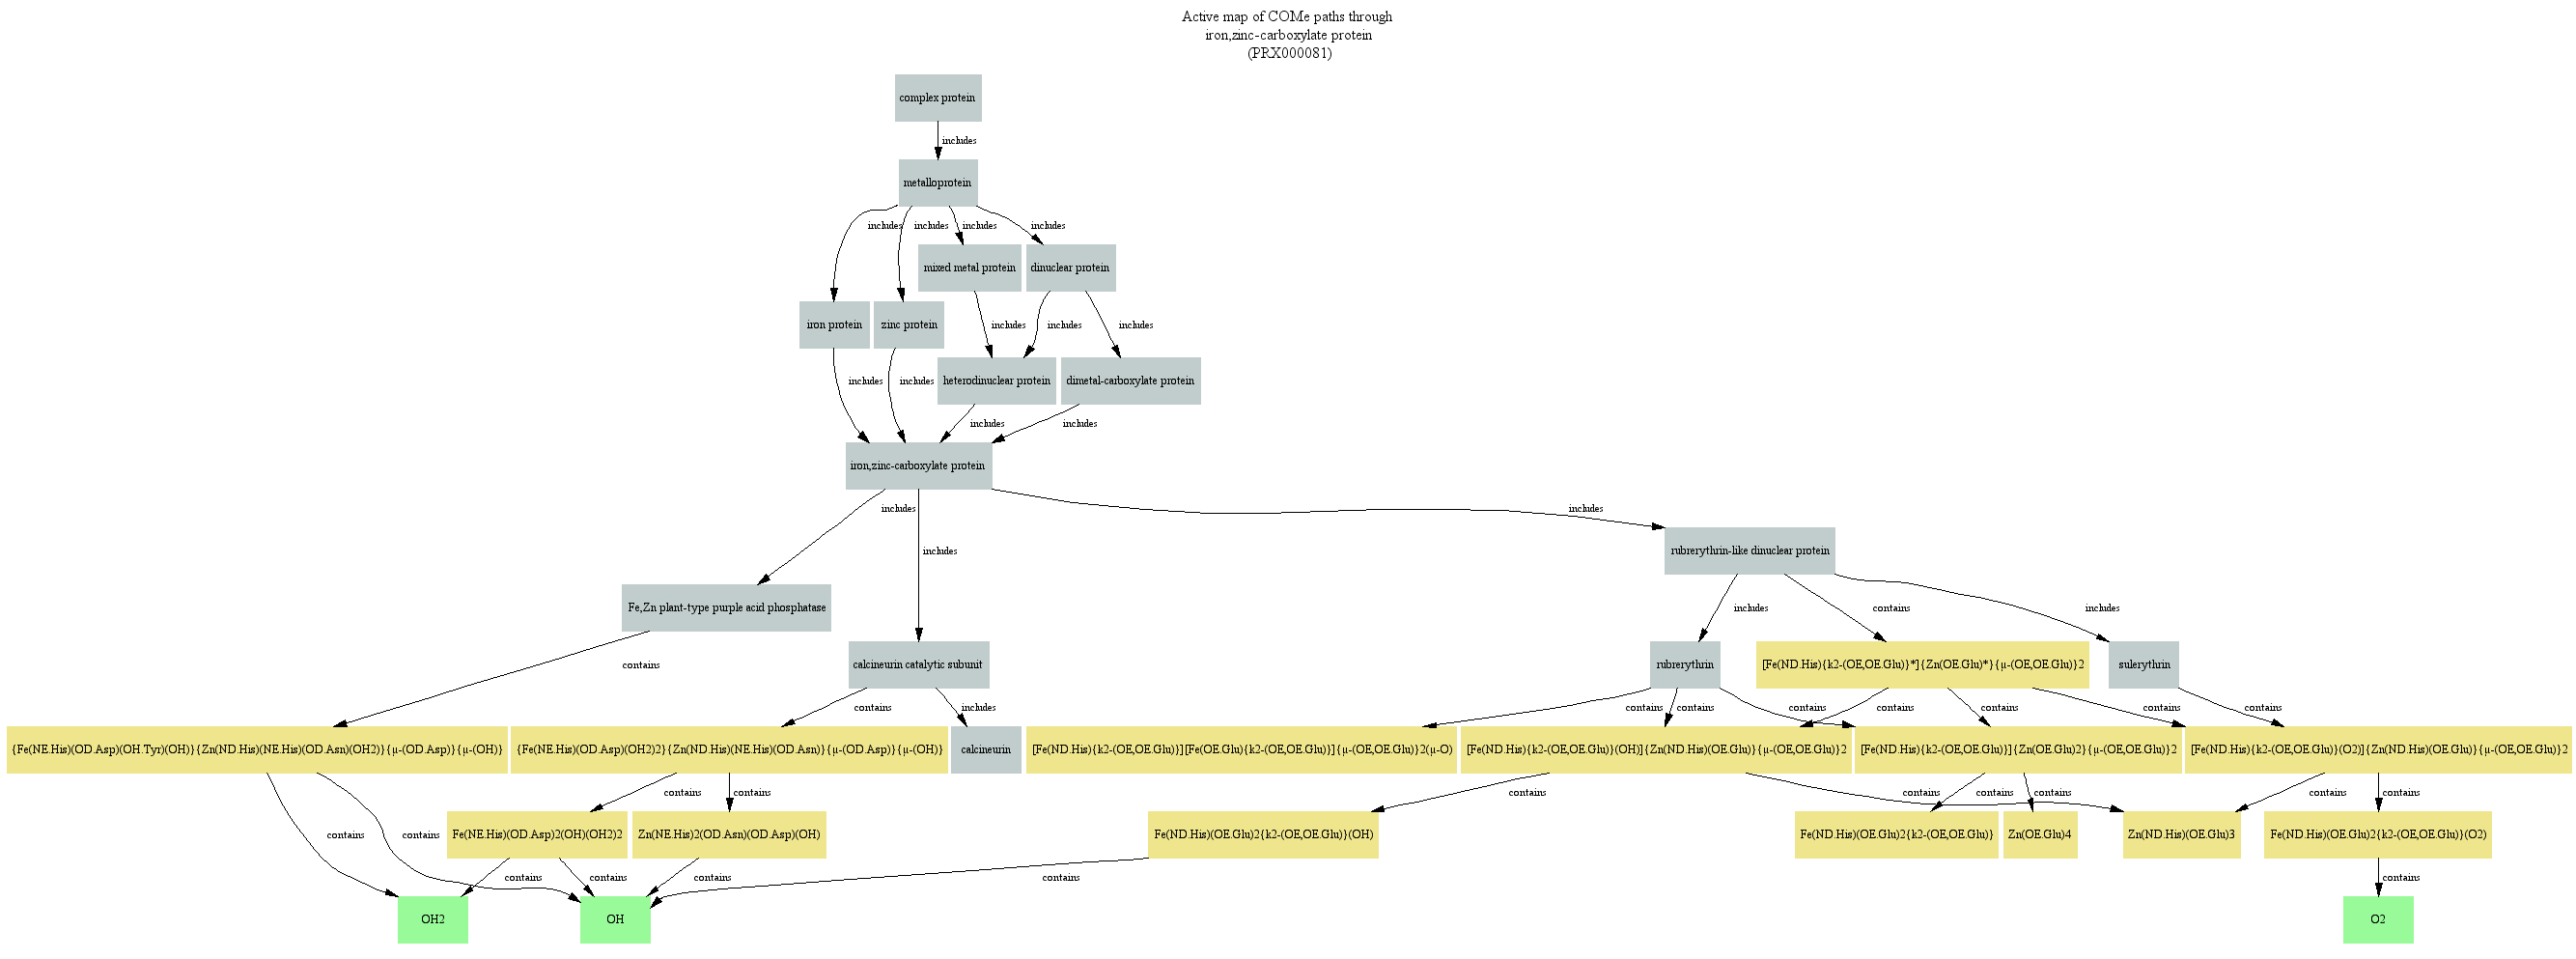 Active map of COMe paths through
iron,zinc-carboxylate protein
(PRX000081)
complex protein
includes
metalloprotein
includes
includes
includes
includes
mixed metal protein
dinuclear protein
iron protein
zinc protein
includes
includes
includes
heterodinuclear protein
dimetal-carboxylate protein
includes
includes
includes
includes
iron,zinc-carboxylate protein
includes
includes
includes
rubrerythrin-like dinuclear protein
Fe,Zn plant-type purple acid phosphatase
includes
contains
includes
contains
calcineurin catalytic subunit
rubrerythrin
[Fe(ND.His){k2-(OE,OE.Glu)}*]{Zn(OE.Glu)*}{μ-(OE,OE.Glu)}2
sulerythrin
contains
includes
contains
contains
contains
contains
contains
contains
contains
{Fe(NE.His)(OD.Asp)(OH.Tyr)(OH)}{Zn(ND.His)(NE.His)(OD.Asn)(OH2)}{μ-(OD.Asp)}{μ-(OH)}
{Fe(NE.His)(OD.Asp)(OH2)2}{Zn(ND.His)(NE.His)(OD.Asn)}{μ-(OD.Asp)}{μ-(OH)}
calcineurin
[Fe(ND.His){k2-(OE,OE.Glu)}][Fe(OE.Glu){k2-(OE,OE.Glu)}]{μ-(OE,OE.Glu)}2(μ-O)
[Fe(ND.His){k2-(OE,OE.Glu)}(OH)]{Zn(ND.His)(OE.Glu)}{μ-(OE,OE.Glu)}2
[Fe(ND.His){k2-(OE,OE.Glu)}]{Zn(OE.Glu)2}{μ-(OE,OE.Glu)}2
[Fe(ND.His){k2-(OE,OE.Glu)}(O2)]{Zn(ND.His)(OE.Glu)}{μ-(OE,OE.Glu)}2
contains
contains
contains
contains
contains
contains
contains
contains
contains
contains
Fe(NE.His)(OD.Asp)2(OH)(OH2)2
Zn(NE.His)2(OD.Asn)(OD.Asp)(OH)
Fe(ND.His)(OE.Glu)2{k2-(OE,OE.Glu)}(OH)
Fe(ND.His)(OE.Glu)2{k2-(OE,OE.Glu)}
Zn(OE.Glu)4
Zn(ND.His)(OE.Glu)3
Fe(ND.His)(OE.Glu)2{k2-(OE,OE.Glu)}(O2)
contains
contains
contains
contains
contains
OH2
OH
O2